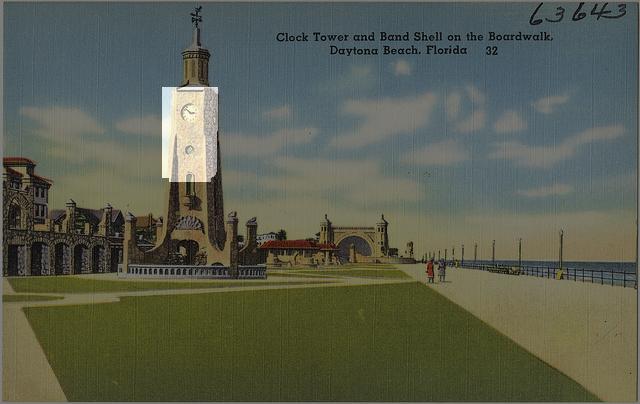 63643
Clock Tower and Band Shell on the Boardwalk,
Daytona Beach, Florida 32